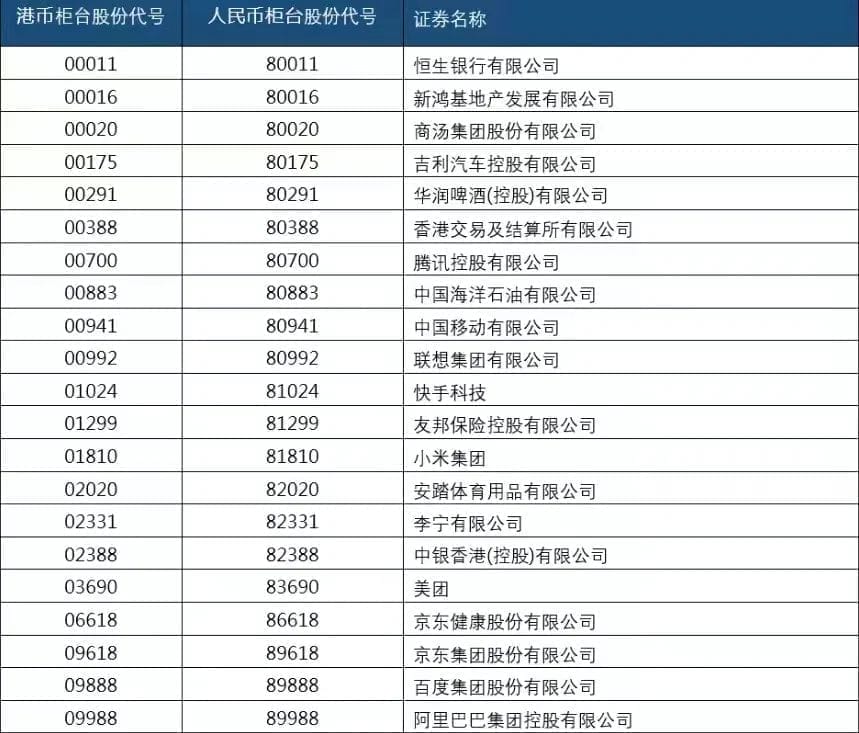 港币柜台股份代号 人民币柜台股份代号 证券名称
00011 80011 恒生银行有限公司
00016 80016 新鸿基地产发展有限公司
00020 80020 商汤集团股份有限公司
00175 80175 吉利汽车控股有限公司
00291 80291 华润啤酒(控股)有限公司
00388 80388 香港交易及结算所有限公司
00700 80700 腾讯控股有限公司
00883 80883 中国海洋石油有限公司
00941 80941 中国移动有限公司
00992 80992 联想集团有限公司
01024 81024 快手科技
01299 81299 友邦保险控股有限公司
01810 81810 小米集团
02020 82020 安踏体育用品有限公司
02331 82331 李宁有限公司
02388 82388 中银香港(控股)有限公司
03690 83690 美团
06618 86618 京东健康股份有限公司
09618 89618 京东集团股份有限公司
09888 89888 百度集团股份有限公司
09988 89988 阿里巴巴集团控股有限公司